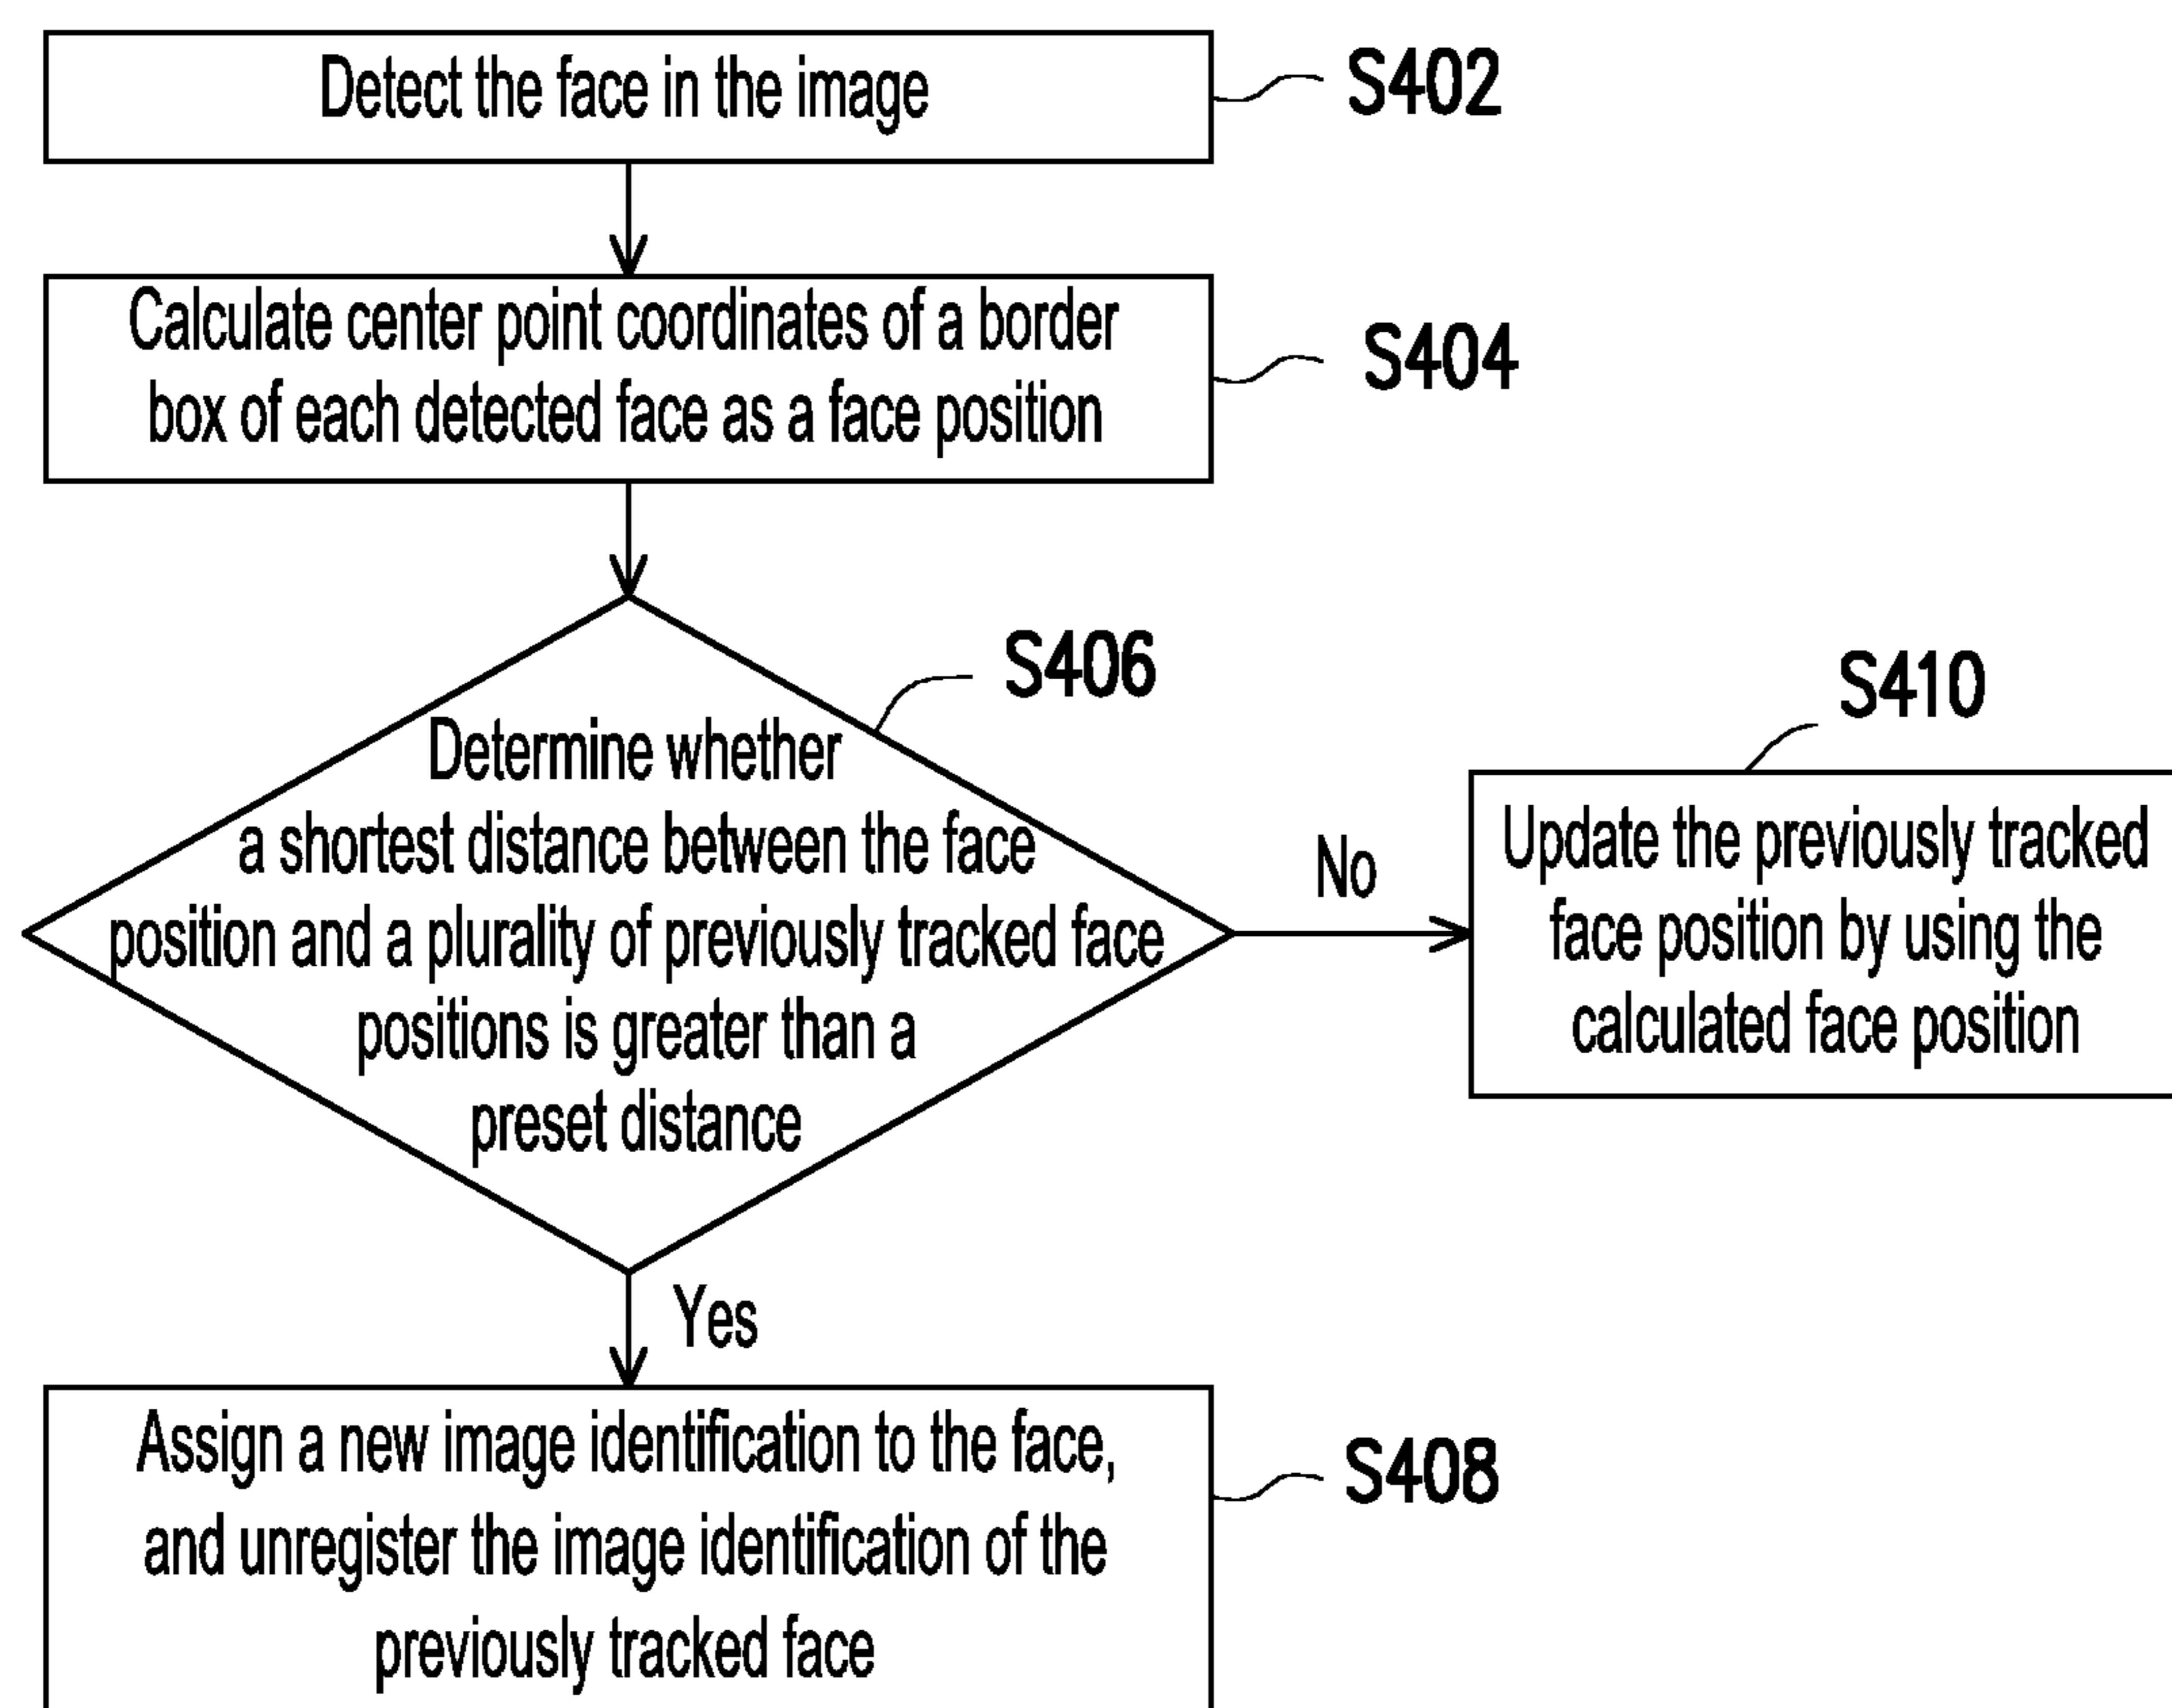 Detect the face in the image
S402
Calculate center point coordinates of a border
box of each detected face as a face position
S404
S406
Determine whether
a shortest distance between the face
position and a plurality of previously tracked face
positions is greater than a
preset distance
No
S410
Update the previously tracked
face position by using the
calculated face position
Yes
Assign a new image identification to the face,
and unregister the image identification of the
previously tracked face
S408